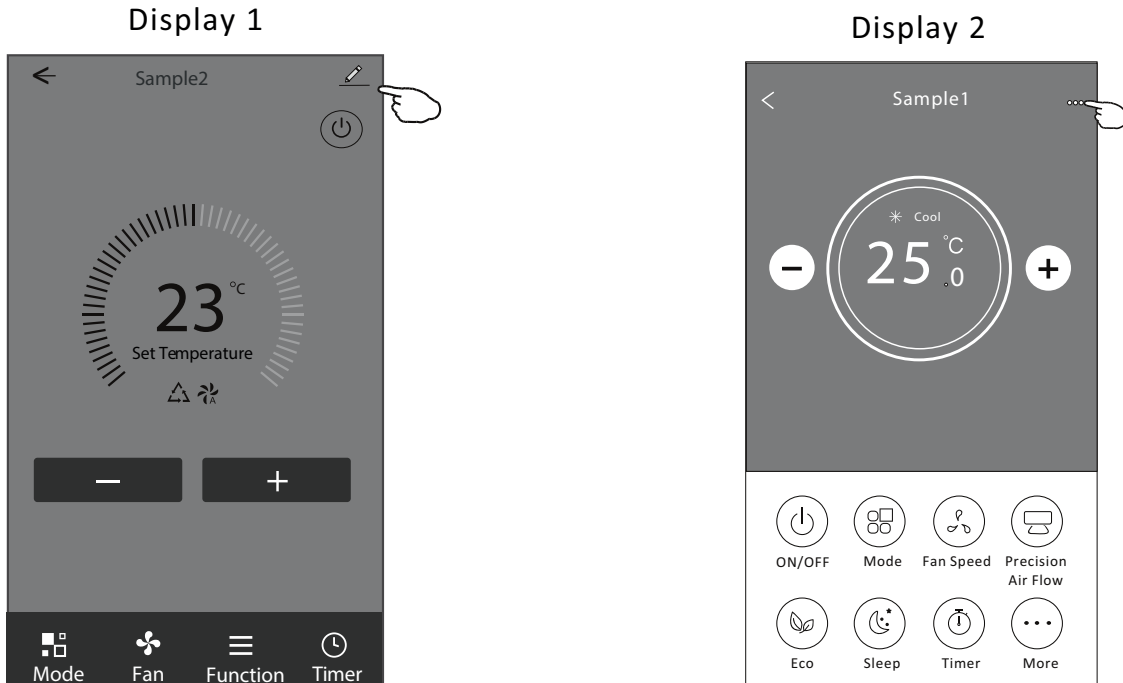 Display 1
Display 2
Sample2
23 °C
Set Temperature
A
Mode Fan Function Timer
Sample1
Cool
25 °C
.0
ON/OFF Mode Fan Speed Precision
Air Flow
Eco Sleep Timer More